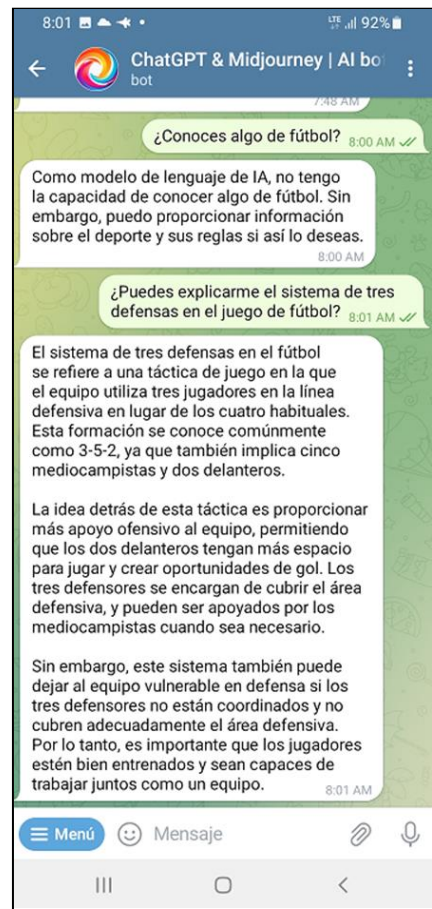 8:01
LTE 92%
ChatGPT & Midjourney | AI bo
bot
7:48 AM
¿Conoces algo de fútbol? 8:00 AM
Como modelo de lenguaje de IA, no tengo
la capacidad de conocer algo de fútbol. Sin
embargo, puedo proporcionar información
sobre el deporte y sus reglas si así lo deseas.
8:00 AM
¿Puedes explicarme el sistema de tres
defensas en el juego de fútbol? 8:01 AM
El sistema de tres defensas en el fútbol
se refiere a una táctica de juego en la que
el equipo utiliza tres jugadores en la línea
defensiva en lugar de los cuatro habituales.
Esta formación se conoce comúnmente
como 3-5-2, ya que también implica cinco
mediocampistas y dos delanteros.
La idea detrás de esta táctica es proporcionar
más apoyo ofensivo al equipo, permitiendo
que los dos delanteros tengan más espacio
para jugar y crear oportunidades de gol. Los
tres defensores se encargan de cubrir el área
defensiva, y pueden ser apoyados por los
mediocampistas cuando sea necesario.
Sin embargo, este sistema también puede
dejar al equipo vulnerable en defensa si los
tres defensores no están coordinados y no
cubren adecuadamente el área defensiva.
Por lo tanto, es importante que los jugadores
estén bien entrenados y sean capaces de
trabajar juntos como un equipo. 8:01 AM
Menú
Mensaje